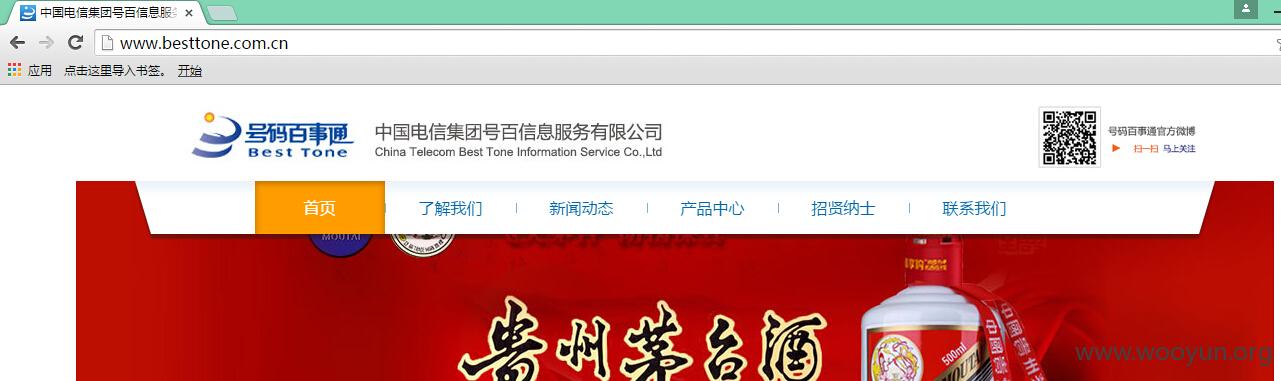 中国电信集团号百信息服务
www.besttone.com.cn
应用 点击这里导入书签。 开始
号码百事通
Best Tone
中国电信集团号百信息服务有限公司
China Telecom Best Tone Information Service Co.,Ltd
号码百事通官方微博
扫一扫 马上关注
首页 了解我们 新闻动态 产品中心 招贤纳士 联系我们
MOUTAI
贵州茅台酒
500ml
www.wooyun.org